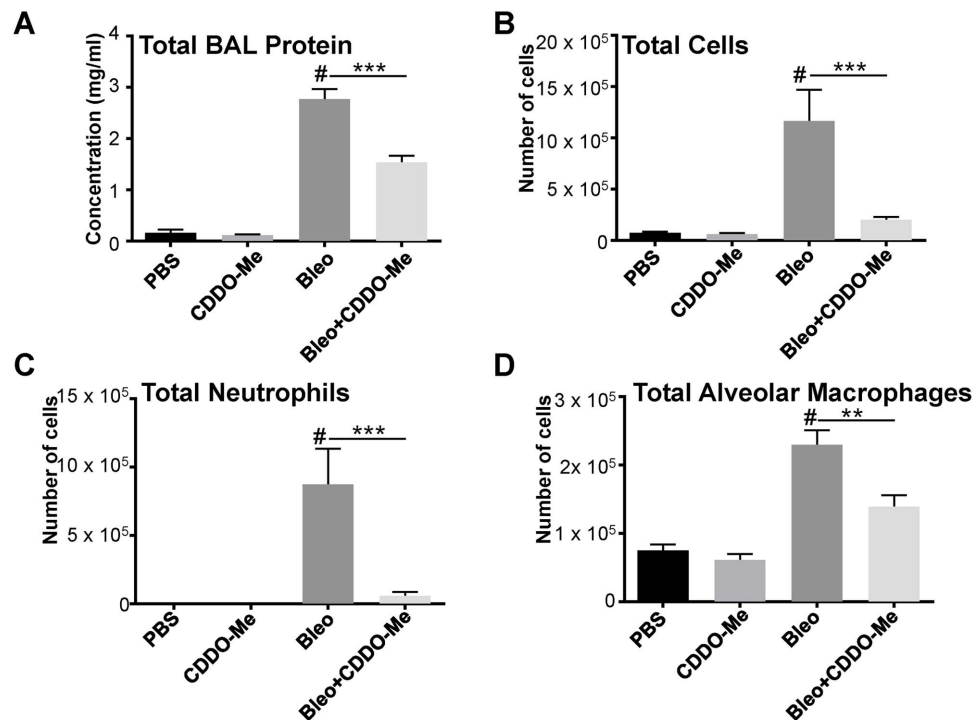 A
Total BAL Protein
Concentration (mg/ml)
4
3
2
1
0
#
***
PBS
CDDO-Me
Bleo
Bleo+CDDO-Me
B
Total Cells
Number of cells
20 x 10⁵
15 x 10⁵
10 x 10⁵
5 x 10⁵
0
#
***
PBS
CDDO-Me
Bleo
Bleo+CDDO-Me
C
Total Neutrophils
Number of cells
15 x 10⁵
10 x 10⁵
5 x 10⁵
0
#
***
PBS
CDDO-Me
Bleo
Bleo+CDDO-Me
D
Total Alveolar Macrophages
Number of cells
3 x 10⁵
2x 10⁵
1 x 10⁵
0
#
**
PBS
CDDO-Me
Bleo
Bleo+CDDO-Me